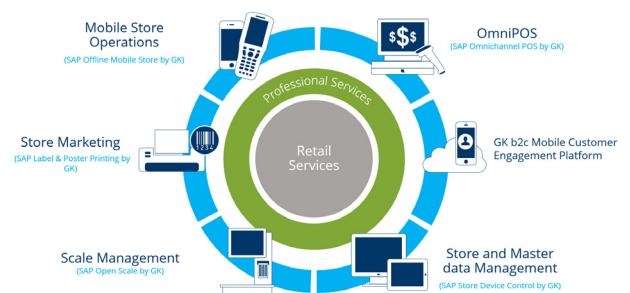 Mobile Store
Operations
(SAP Offline Mobile Store by GK)
$$$
OmniPOS
(SAP Omnichannel POS by GK)
Professional Services
Retail
Services
Store Marketing
(SAP Label & Poster Printing by
GK)
1234
GK b2c Mobile Customer
Engagement Platform
Scale Management
(SAP Open Scale by GK)
Store and Master
data Management
(SAP Store Device Control by GK)